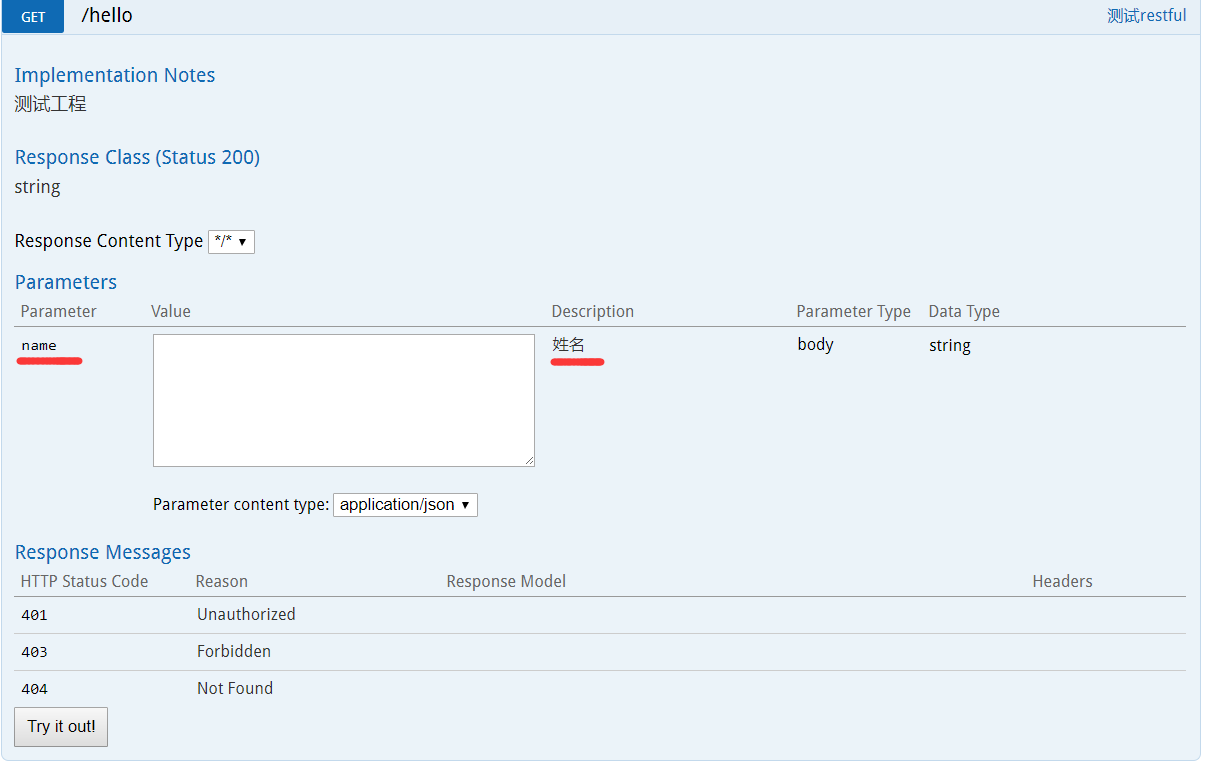 GET /hello 测试restful
Implementation Notes
测试工程
Response Class (Status 200)
string
Response Content Type */* ▼
Parameters
Parameter Value Description Parameter Type Data Type
name 姓名 body string
Parameter content type: application/json ▼
Response Messages
HTTP Status Code Reason Response Model Headers
401 Unauthorized
403 Forbidden
404 Not Found
Try it out!